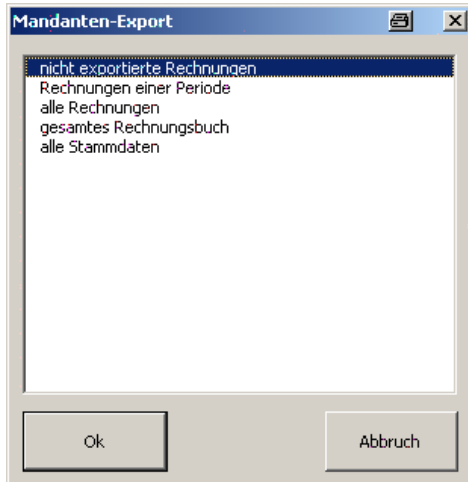 Mandanten-Export
nicht exportierte Rechnungen
Rechnungen einer Periode
alle Rechnungen
gesamtes Rechnungsbuch
alle Stammdaten
Ok
Abbruch